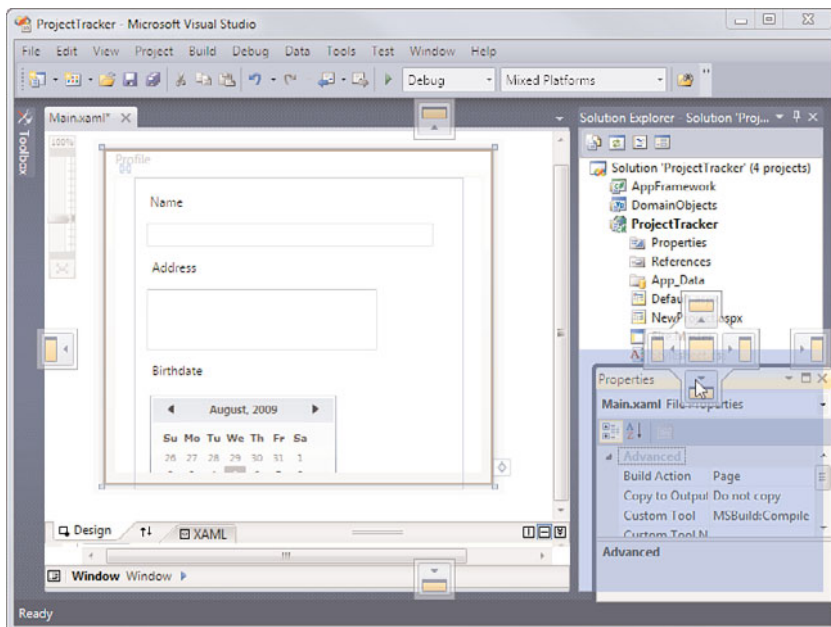 ProjectTracker - Microsoft Visual Studio
File Edit View Project Build Debug Data Tools Test Window Help
Debug Mixed Platforms
Toolbox
Main.xaml*
100%
Profile
Name
Address
Birthdate
August, 2009
Su Mo Tu We Th Fr Sa
26 27 28 29 30 31 1
Design XAML
Window Window
Solution Explorer - Solution 'Proj...
Solution 'ProjectTracker' (4 projects)
AppFramework
DomainObjects
ProjectTracker
Properties
References
App_Data
Properties
Main.xaml File Properties
Advanced
Build Action Page
Copy to Output Do not copy
Custom Tool MSBuild:Compile
Custom Tool N
Advanced
Ready